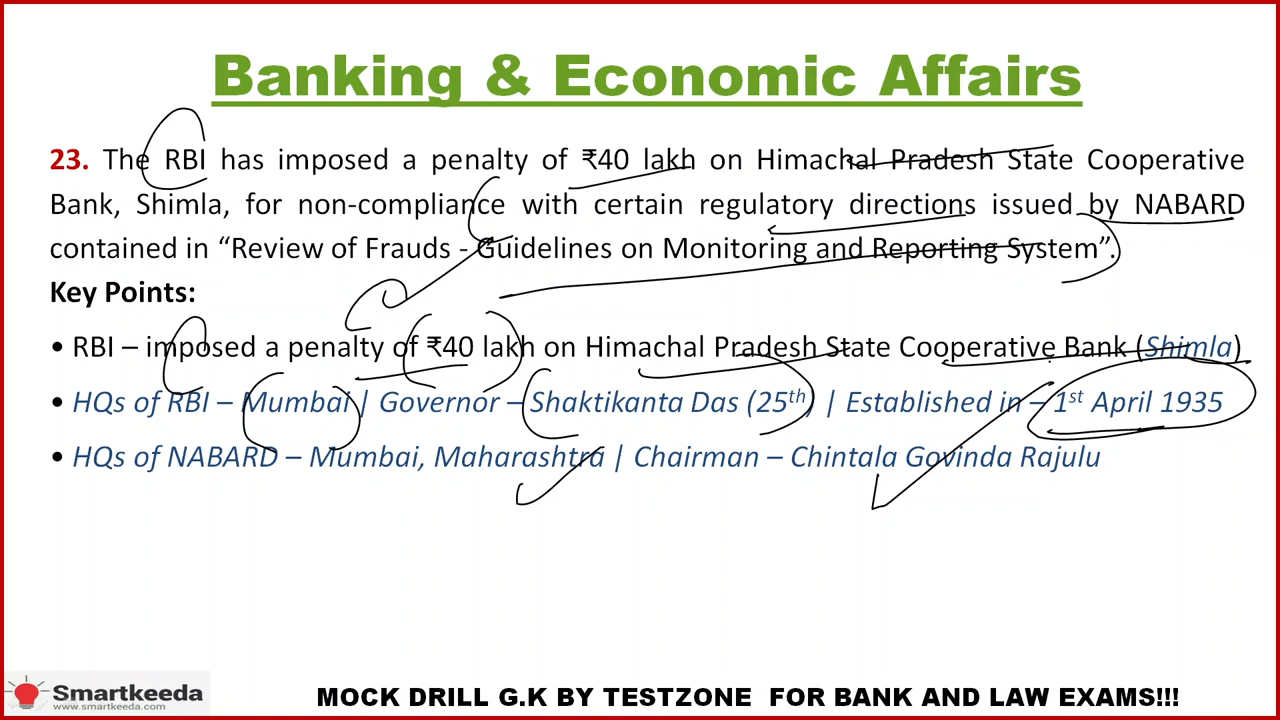 Banking & Economic Affairs
23. The RBI has imposed a penalty of ₹40 lakh on Himachal Pradesh State Cooperative
Bank, Shimla, for non-compliance with certain regulatory directions issued by NABARD
contained in “Review of Frauds - Guidelines on Monitoring and Reporting System”.
Key Points:
• RBI – imposed a penalty of ₹40 lakh on Himachal Pradesh State Cooperative Bank (Shimla)
• HQs of RBI – Mumbai | Governor – Shaktikanta Das (25th) | Established in – 1st April 1935
• HQs of NABARD – Mumbai, Maharashtra | Chairman – Chintala Govinda Rajulu
Smartkeeda
www.smartkeeda.com
MOCK DRILL G.K BY TESTZONE FOR BANK AND LAW EXAMS!!!